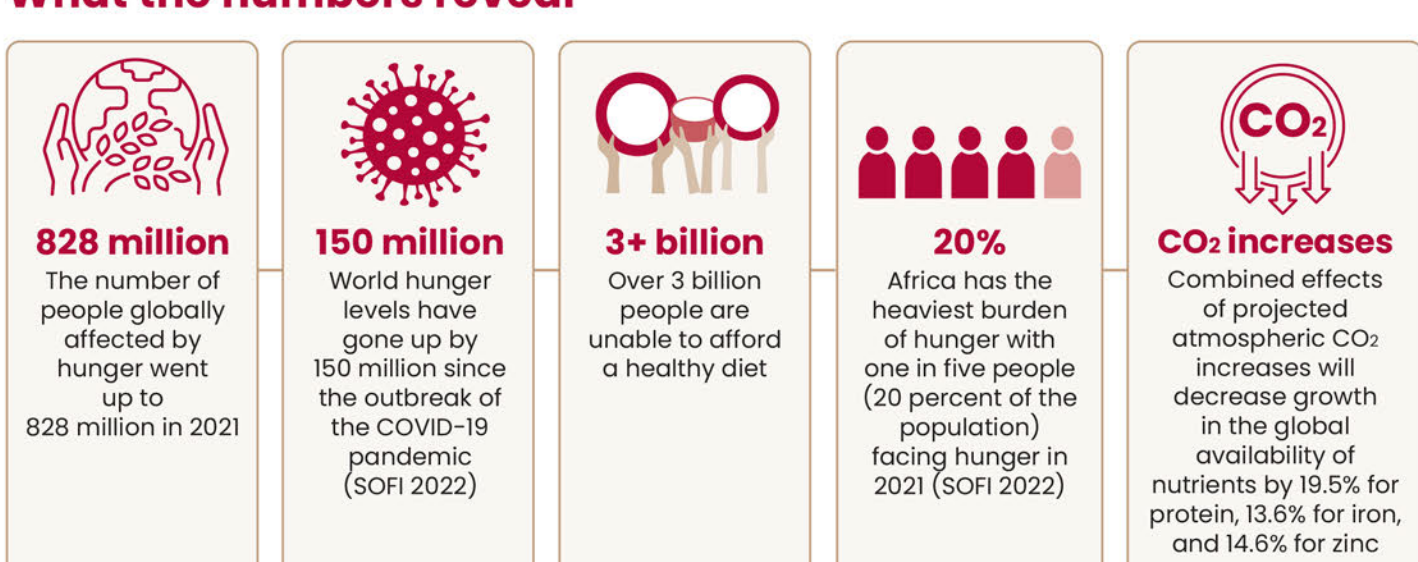 What the numbers reveal
828 million
The number of
people globally
affected by
hunger went
up to
828 million in 2021
150 million
World hunger
levels have
gone up by
150 million since
the outbreak of
the COVID-19
pandemic
(SOFI 2022)
3+ billion
Over 3 billion
people are
unable to afford
a healthy diet
20%
Africa has the
heaviest burden
of hunger with
one in five people
(20 percent of the
population)
facing hunger in
2021 (SOFI 2022)
CO₂
CO₂ increases
Combined effects
of projected
atmospheric CO₂
increases will
decrease growth
in the global
availability of
nutrients by 19.5% for
protein, 13.6% for iron,
and 14.6% for zinc